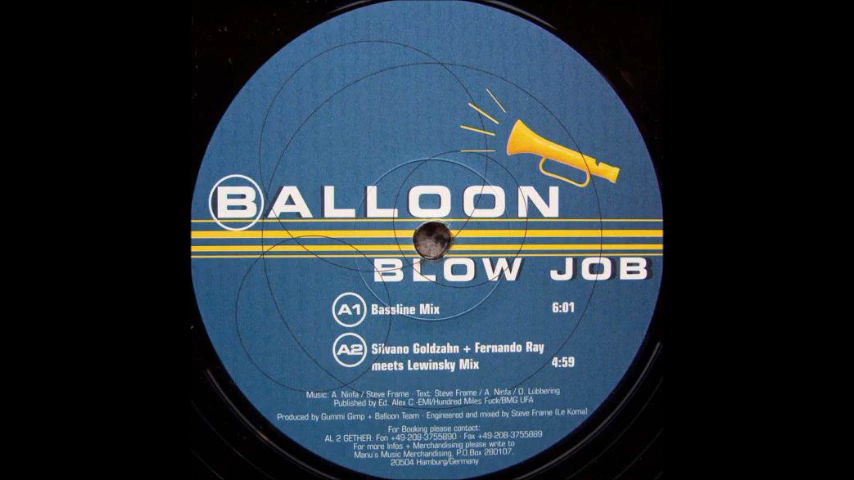 BALLOON
BLOW JOB
A1 Bassline Mix 6:01
A2 Silvano Goldzahn + Fernando Ray
meets Lewinsky Mix 4:59
Music: A. Ninfa / Steve Frame · Text: Steve Frame / A. Ninfa / O. Lübbering
Published by Ed. Alex C.-EMI/Hundred Miles Fuck/BMG UFA
Produced by Gummi Gimp + Balloon Team · Engineered and mixed by Steve Frame (Le Koma)
For Booking please contact:
AL 2 GETHER: Fon +49-208-3755890 · Fax +49-208-3755889
For more Infos + Merchandising please write to
Manu's Music Merchandising, P.O.Box 260107,
20504 Hamburg/Germany